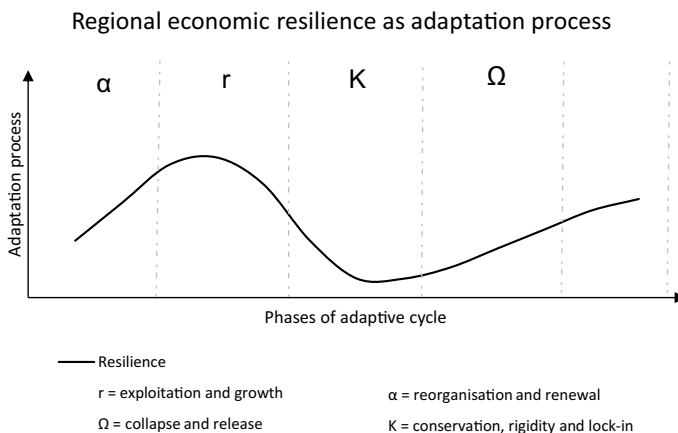 Regional economic resilience as adaptation process
α r K Ω
Adaptation process
Phases of adaptive cycle
Resilience
r = exploitation and growth
α = reorganisation and renewal
Ω = collapse and release
K = conservation, rigidity and lock-in